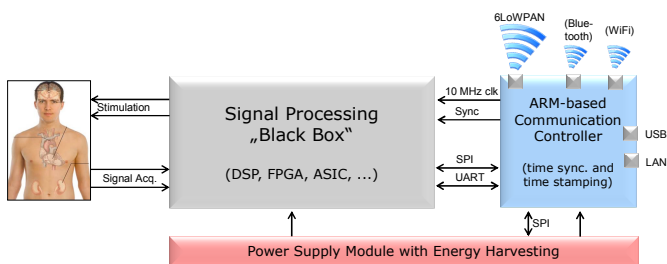 6LoWPAN
(Blue-
tooth)
(WiFi)
Stimulation
Signal Acq.
Signal Processing
„Black Box“
(DSP, FPGA, ASIC, ...)
10 MHz clk
Sync
SPI
UART
ARM-based
Communication
Controller
(time sync. and
time stamping)
USB
LAN
SPI
Power Supply Module with Energy Harvesting